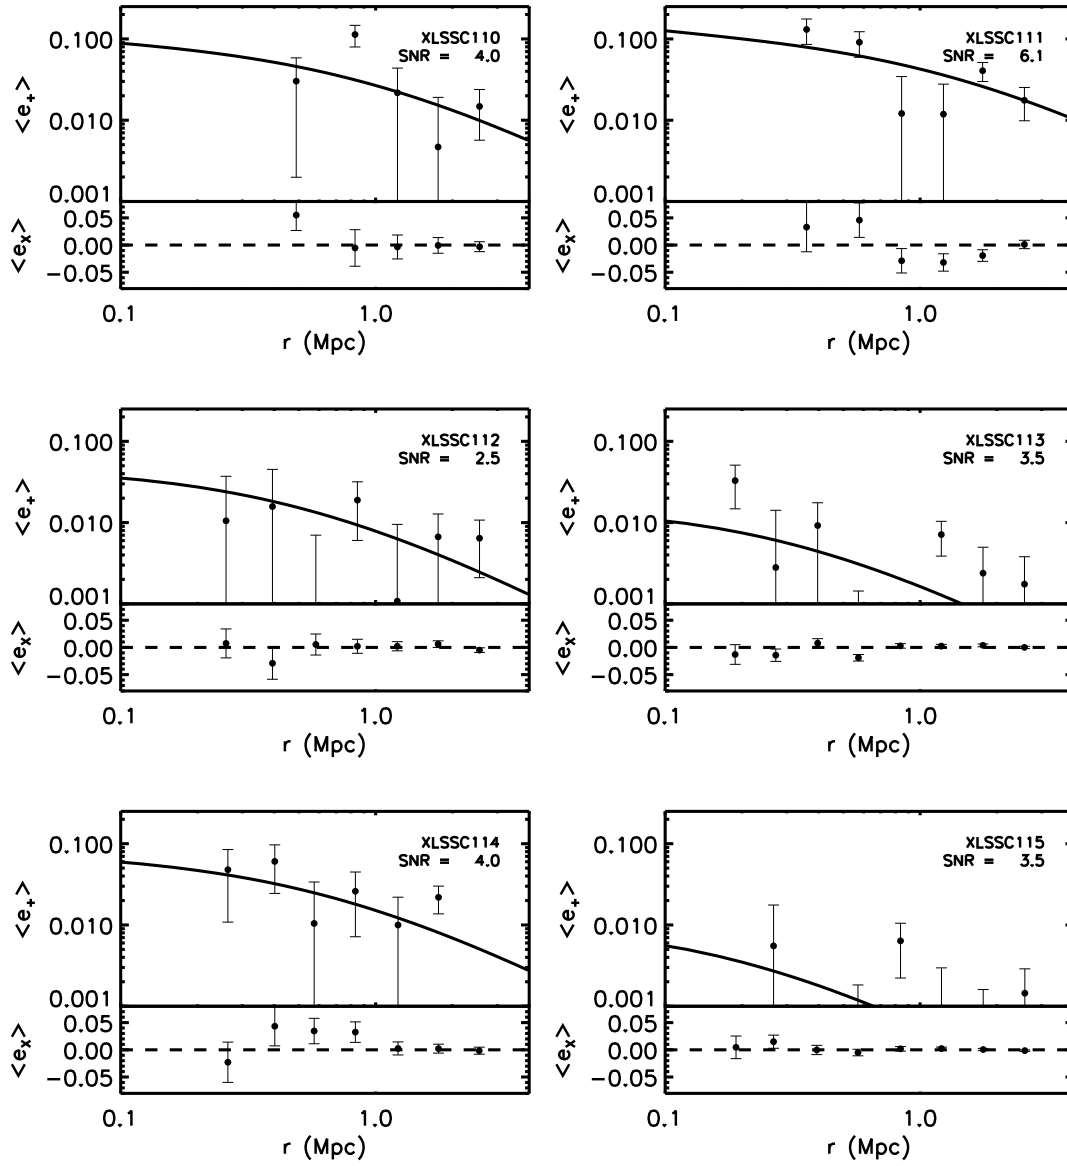 XLSSC110
SNR = 4.0
0.100
0.010
0.001
<e+>
0.05
0.00
−0.05
<ex>
0.1
1.0
r (Mpc)
XLSSC111
SNR = 6.1
0.100
0.010
0.001
<e+>
0.05
0.00
−0.05
<ex>
0.1
1.0
r (Mpc)
XLSSC112
SNR = 2.5
0.100
0.010
0.001
<e+>
0.05
0.00
−0.05
<ex>
0.1
1.0
r (Mpc)
XLSSC113
SNR = 3.5
0.100
0.010
0.001
<e+>
0.05
0.00
−0.05
<ex>
0.1
1.0
r (Mpc)
XLSSC114
SNR = 4.0
0.100
0.010
0.001
<e+>
0.05
0.00
−0.05
<ex>
0.1
1.0
r (Mpc)
XLSSC115
SNR = 3.5
0.100
0.010
0.001
<e+>
0.05
0.00
−0.05
<ex>
0.1
1.0
r (Mpc)